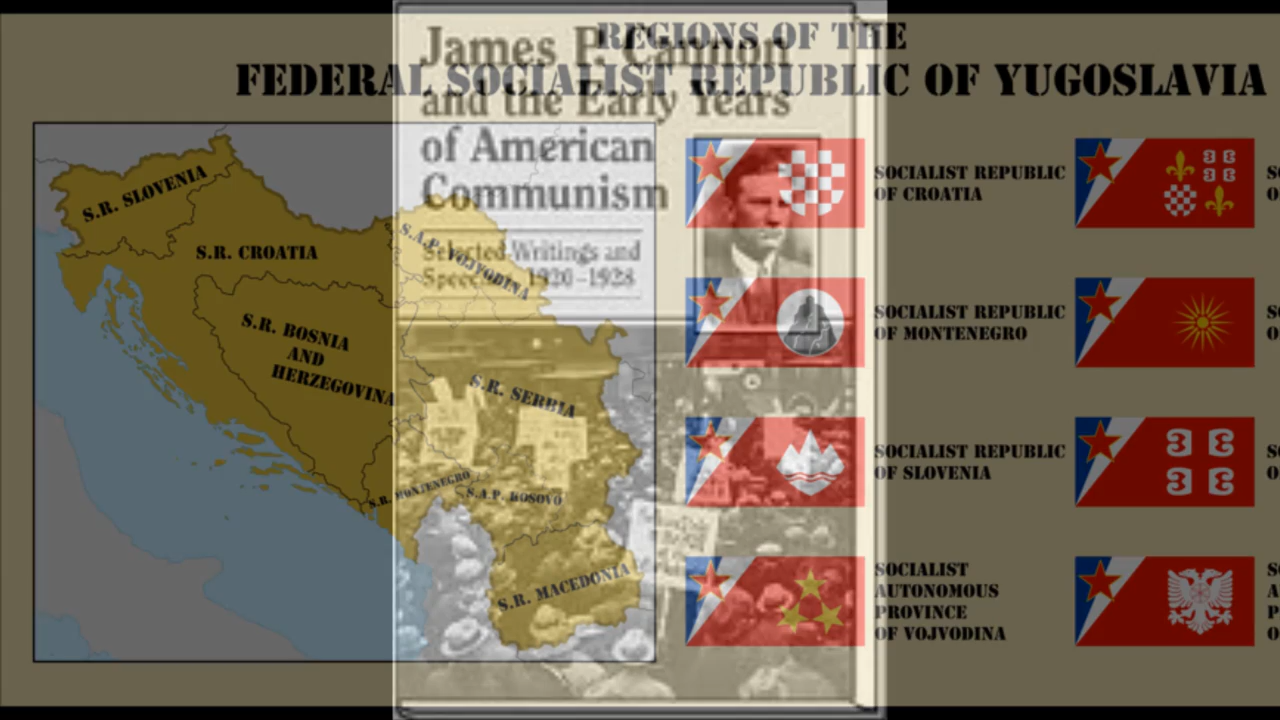 REGIONS OF THE
FEDERAL SOCIALIST REPUBLIC OF YUGOSLAVIA
James P. Cannon
and the Early Years
of American
Communism
Selected Writings and
Speeches, 1920–1928
S.R. SLOVENIA
S.R. CROATIA
S.A.P. VOJVODINA
S.R. BOSNIA
AND
HERZEGOVINA
S.R. SERBIA
S.R. MONTENEGRO
S.A.P. KOSOVO
S.R. MACEDONIA
SOCIALIST REPUBLIC
OF CROATIA
SOCIALIST REPUBLIC
OF MONTENEGRO
SOCIALIST REPUBLIC
OF SLOVENIA
SOCIALIST
AUTONOMOUS
PROVINCE
OF VOJVODINA